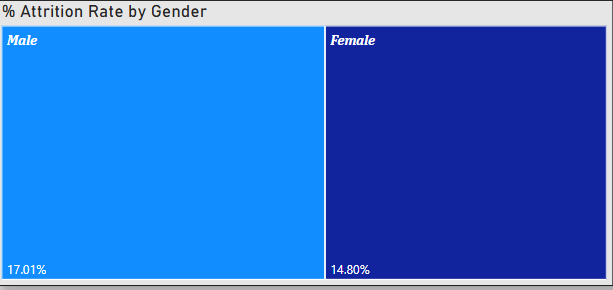 % Attrition Rate by Gender
Male
Female
17.01%
14.80%